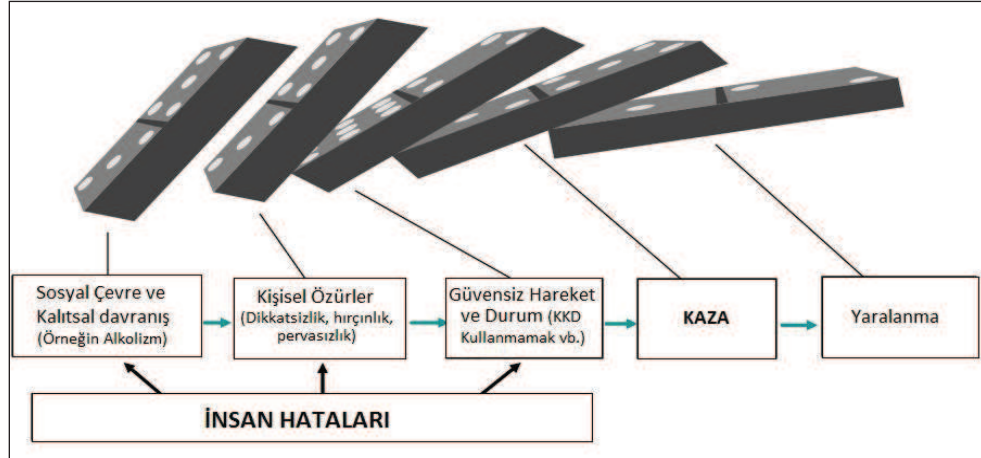 Sosyal Çevre ve
Kalıtsal davranış
(Örneğin Alkolizm)
Kişisel Özürler
(Dikkatsizlik, hırçınlık,
pervasızlık)
Güvensiz Hareket
ve Durum (KKD
Kullanmamak vb.)
KAZA
Yaralanma
İNSAN HATALARI